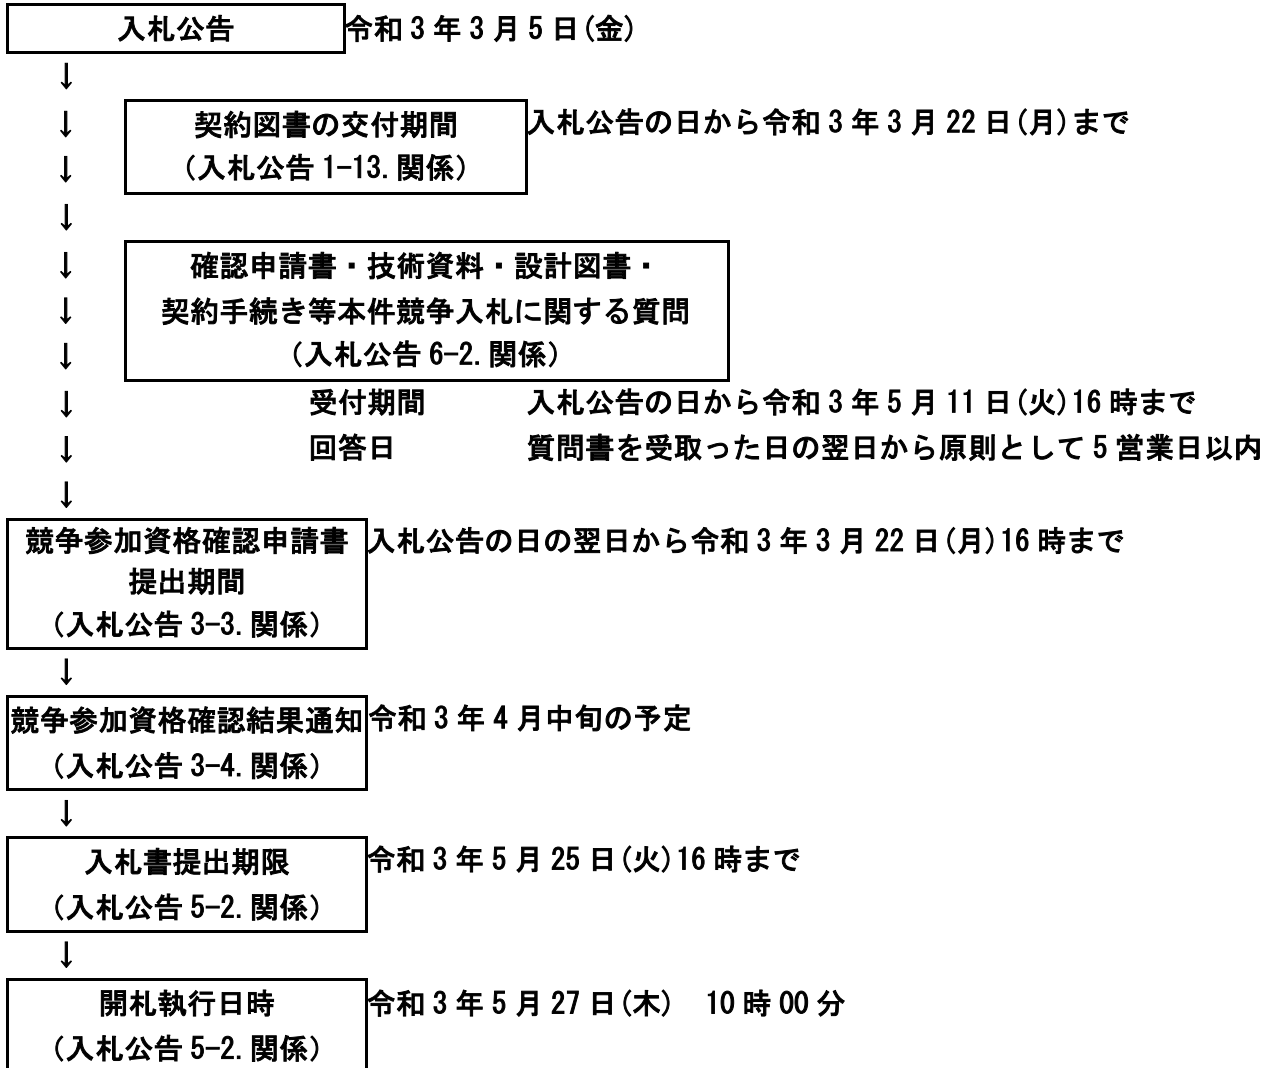 入札公告 令和3年3月5日(金)
↓
↓ 契約図書の交付期間 入札公告の日から令和3年3月22日(月)まで
↓ (入札公告1-13.関係)
↓
↓ 確認申請書・技術資料・設計図書・
↓ 契約手続き等本件競争入札に関する質問
↓ (入札公告6-2.関係)
↓ 受付期間 入札公告の日から令和3年5月11日(火)16時まで
↓ 回答日 質問書を受取った日の翌日から原則として5営業日以内
↓
競争参加資格確認申請書 入札公告の日の翌日から令和3年3月22日(月)16時まで
提出期間
(入札公告3-3.関係)
↓
競争参加資格確認結果通知 令和3年4月中旬の予定
(入札公告3-4.関係)
↓
入札書提出期限 令和3年5月25日(火)16時まで
(入札公告5-2.関係)
↓
開札執行日時 令和3年5月27日(木) 10時00分
(入札公告5-2.関係)